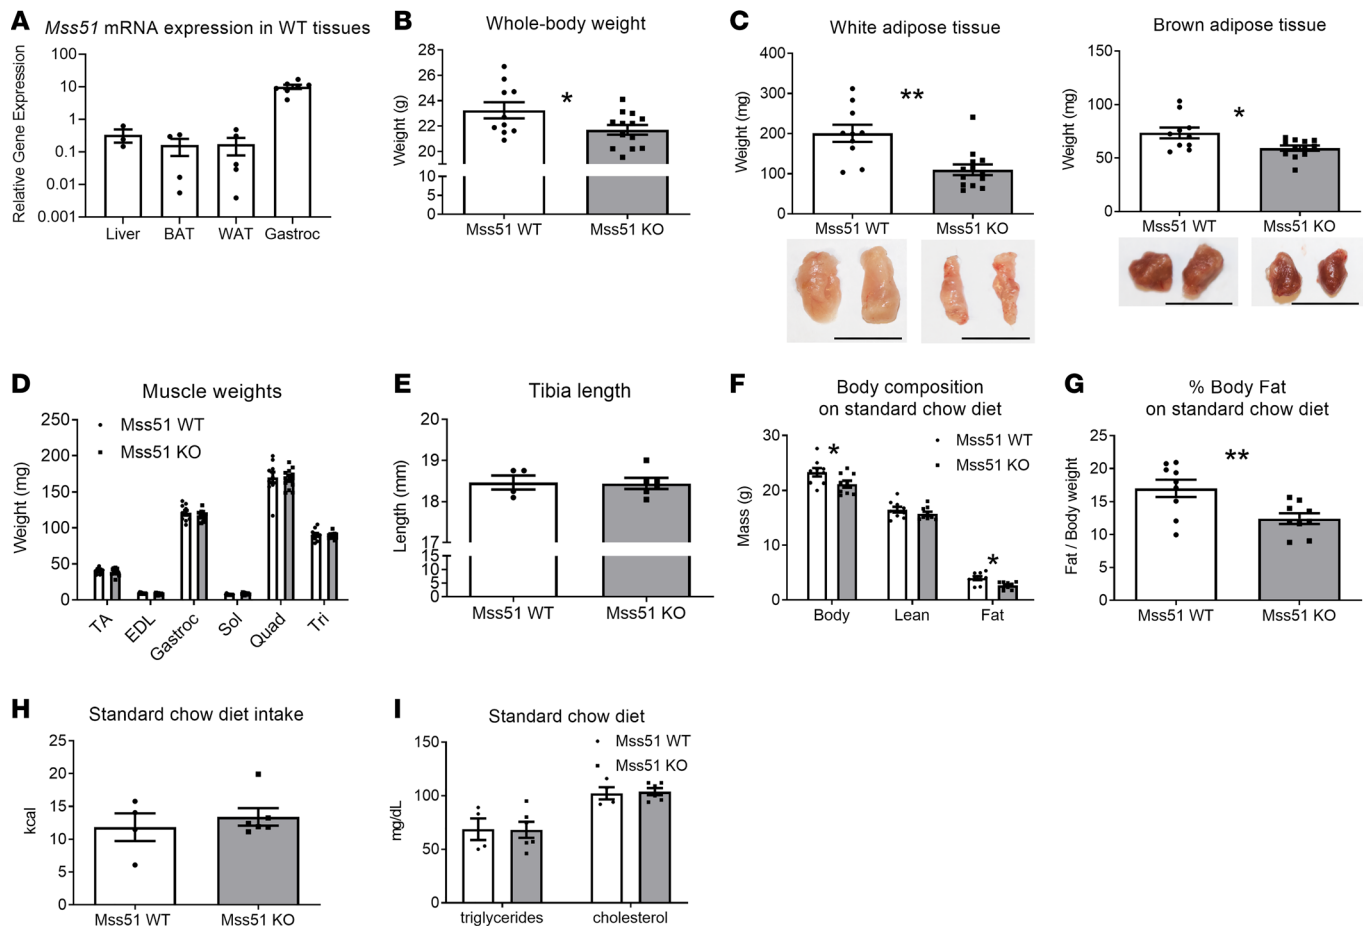 A
Mss51 mRNA expression in WT tissues
Relative Gene Expression
100
10
1
0.1
0.01
0.001
Liver BAT WAT Gastroc
B
Whole-body weight
Weight (g)
28
26
24
22
20
10
5
0
*
Mss51 WT Mss51 KO
C
White adipose tissue
Weight (mg)
400
300
200
100
0
**
Mss51 WT Mss51 KO
Brown adipose tissue
Weight (mg)
150
100
50
0
*
Mss51 WT Mss51 KO
D
Muscle weights
Mss51 WT
Mss51 KO
Weight (mg)
250
200
150
100
50
0
TA EDL Gastroc Sol Quad Tri
E
Tibia length
Length (mm)
20
19
18
17
15
10
5
0
Mss51 WT Mss51 KO
F
Body composition
on standard chow diet
Mss51 WT
Mss51 KO
Mass (g)
30
20
10
0
*
*
Body Lean Fat
G
% Body Fat
on standard chow diet
Fat / Body weight
25
20
15
10
5
0
**
Mss51 WT Mss51 KO
H
Standard chow diet intake
kcal
25
20
15
10
5
0
Mss51 WT Mss51 KO
I
Standard chow diet
Mss51 WT
Mss51 KO
mg/dL
150
100
50
0
triglycerides cholesterol